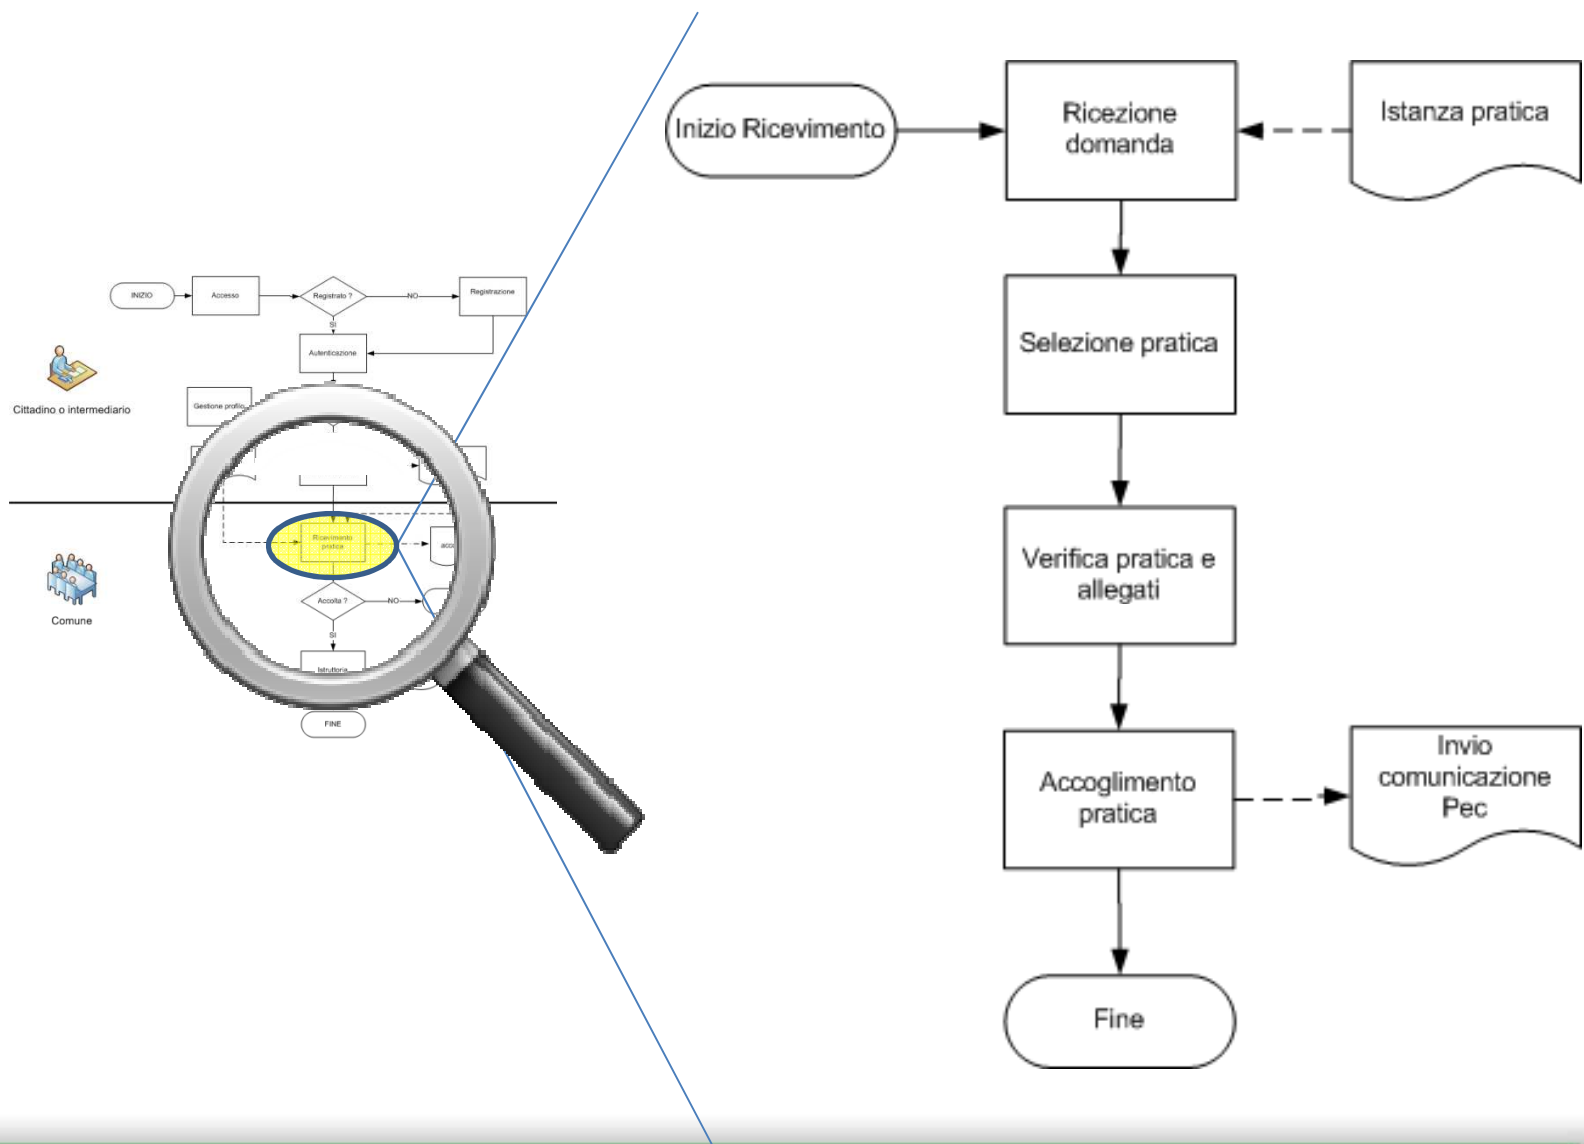 INIZIO
Accesso
Registrato ?
NO
Registrazione
SI
Autenticazione
Cittadino o intermediario
Gestione profilo
Ricevimento
pratica
Accolta ?
NO
SI
Istruttoria
Comune
FINE
Inizio Ricevimento
Ricezione
domanda
Istanza pratica
Selezione pratica
Verifica pratica e
allegati
Accoglimento
pratica
Invio
comunicazione
Pec
Fine